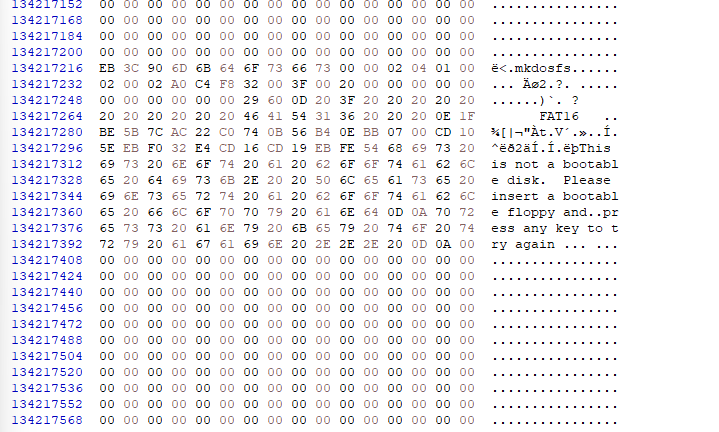 134217152 00 00 00 00 00 00 00 00 00 00 00 00 00 00 00 00 ................
134217168 00 00 00 00 00 00 00 00 00 00 00 00 00 00 00 00 ................
134217184 00 00 00 00 00 00 00 00 00 00 00 00 00 00 00 00 ................
134217200 00 00 00 00 00 00 00 00 00 00 00 00 00 00 00 00 ................
134217216 EB 3C 90 6D 6B 64 6F 73 66 73 00 00 02 04 01 00 ë<.mkdosfs......
134217232 02 00 02 A0 C4 F8 32 00 3F 00 20 00 00 00 00 00 ... Äø2.?. .....
134217248 00 00 00 00 00 00 29 60 0D 20 3F 20 20 20 20 20 ......)`. ?
134217264 20 20 20 20 20 20 46 41 54 31 36 20 20 20 0E 1F FAT16 ..
134217280 BE 5B 7C AC 22 C0 74 0B 56 B4 0E BB 07 00 CD 10 ¾[|¬"Àt.V´.»..Í.
134217296 5E EB F0 32 E4 CD 16 CD 19 EB FE 54 68 69 73 20 ^ëð2äÍ.Í.ëþThis
134217312 69 73 20 6E 6F 74 20 61 20 62 6F 6F 74 61 62 6C is not a bootabl
134217328 65 20 64 69 73 6B 2E 20 20 50 6C 65 61 73 65 20 e disk.  Please
134217344 69 6E 73 65 72 74 20 61 20 62 6F 6F 74 61 62 6C insert a bootabl
134217360 65 20 66 6C 6F 70 70 79 20 61 6E 64 0D 0A 70 72 e floppy and..pr
134217376 65 73 73 20 61 6E 79 20 6B 65 79 20 74 6F 20 74 ess any key to t
134217392 72 79 20 61 67 61 69 6E 20 2E 2E 2E 20 0D 0A 00 ry again ... ...
134217408 00 00 00 00 00 00 00 00 00 00 00 00 00 00 00 00 ................
134217424 00 00 00 00 00 00 00 00 00 00 00 00 00 00 00 00 ................
134217440 00 00 00 00 00 00 00 00 00 00 00 00 00 00 00 00 ................
134217456 00 00 00 00 00 00 00 00 00 00 00 00 00 00 00 00 ................
134217472 00 00 00 00 00 00 00 00 00 00 00 00 00 00 00 00 ................
134217488 00 00 00 00 00 00 00 00 00 00 00 00 00 00 00 00 ................
134217504 00 00 00 00 00 00 00 00 00 00 00 00 00 00 00 00 ................
134217520 00 00 00 00 00 00 00 00 00 00 00 00 00 00 00 00 ................
134217536 00 00 00 00 00 00 00 00 00 00 00 00 00 00 00 00 ................
134217552 00 00 00 00 00 00 00 00 00 00 00 00 00 00 00 00 ................
134217568 00 00 00 00 00 00 00 00 00 00 00 00 00 00 00 00 ................